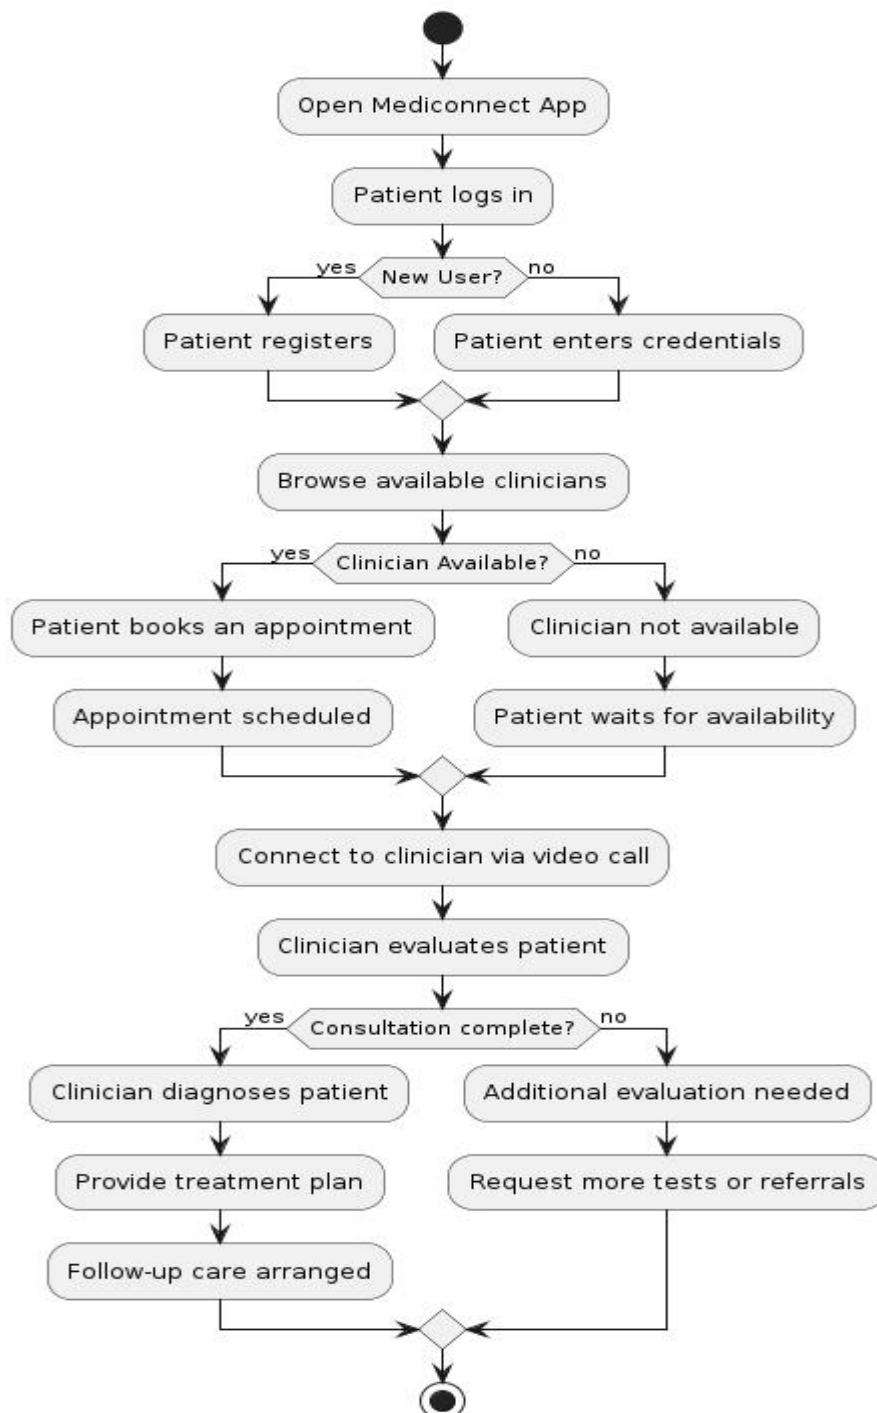 Open Mediconnect App
Patient logs in
yes
New User?
no
Patient registers
Patient enters credentials
Browse available clinicians
yes
Clinician Available?
no
Patient books an appointment
Clinician not available
Appointment scheduled
Patient waits for availability
Connect to clinician via video call
Clinician evaluates patient
yes
Consultation complete?
no
Clinician diagnoses patient
Additional evaluation needed
Provide treatment plan
Request more tests or referrals
Follow-up care arranged